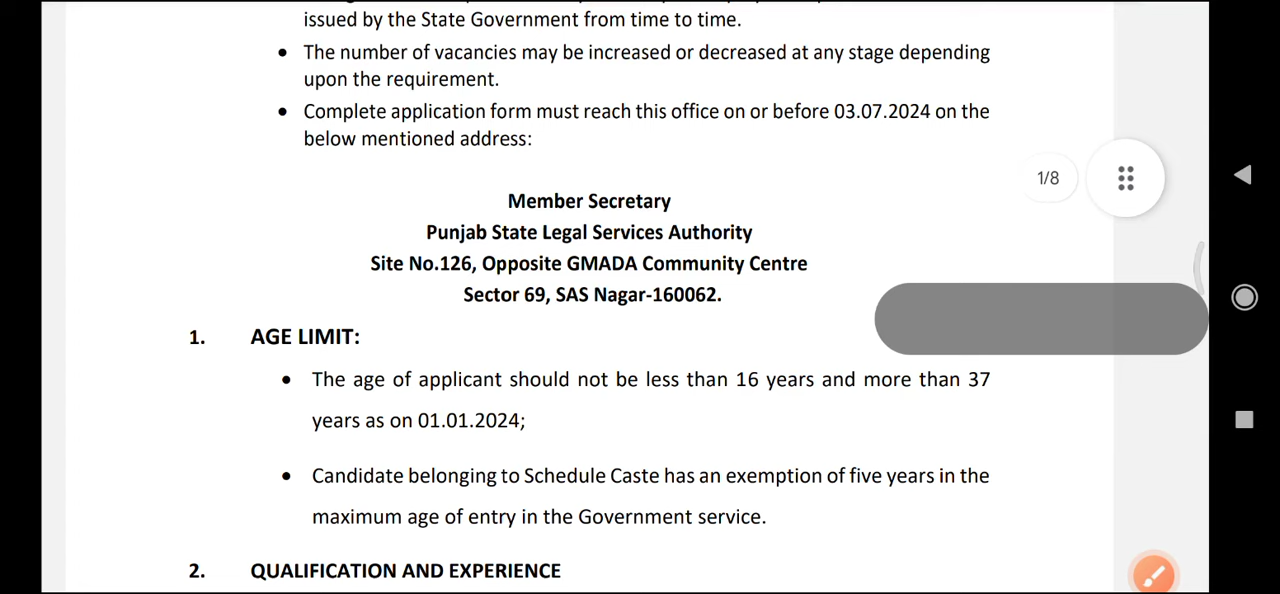 issued by the State Government from time to time.
• The number of vacancies may be increased or decreased at any stage depending
upon the requirement.
• Complete application form must reach this office on or before 03.07.2024 on the
below mentioned address:
1/8
Member Secretary
Punjab State Legal Services Authority
Site No.126, Opposite GMADA Community Centre
Sector 69, SAS Nagar-160062.
1. AGE LIMIT:
• The age of applicant should not be less than 16 years and more than 37
years as on 01.01.2024;
• Candidate belonging to Schedule Caste has an exemption of five years in the
maximum age of entry in the Government service.
2. QUALIFICATION AND EXPERIENCE